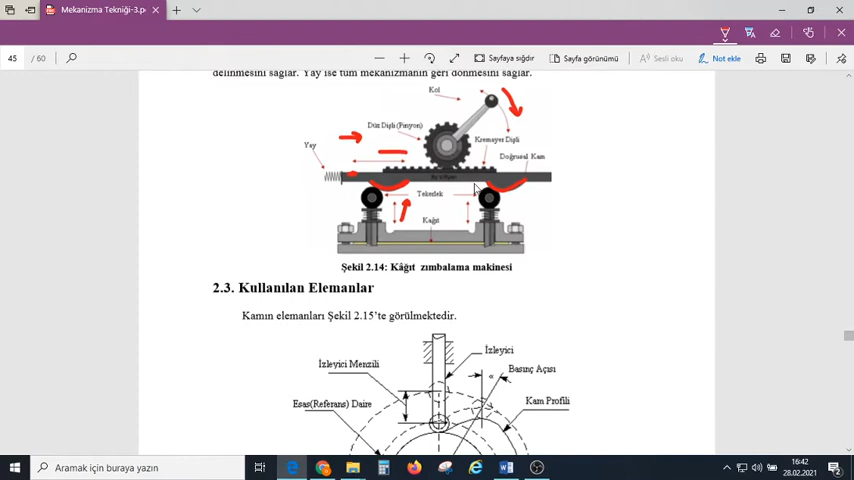 Mekanizma Tekniği-3.p
45 / 60
Sayfaya sığdır
Sayfa görünümü
Sesli oku
Not ekle
delinmesini sağlar. Yay ise tüm mekanizmanın geri dönmesini sağlar.
Kol
Düz Dişli (Pinyon)
Kremayer Dişli
Yay
Doğrusal Kam
Tekerlek
Kağıt
Şekil 2.14: Kâğıt zımbalama makinesi
2.3. Kullanılan Elemanlar
Kamın elemanları Şekil 2.15'te görülmektedir.
İzleyici
İzleyici Menzili
Basınç Açısı
α
Esas(Referans) Daire
Kam Profili
Aramak için buraya yazın
16:42
28.02.2021
2